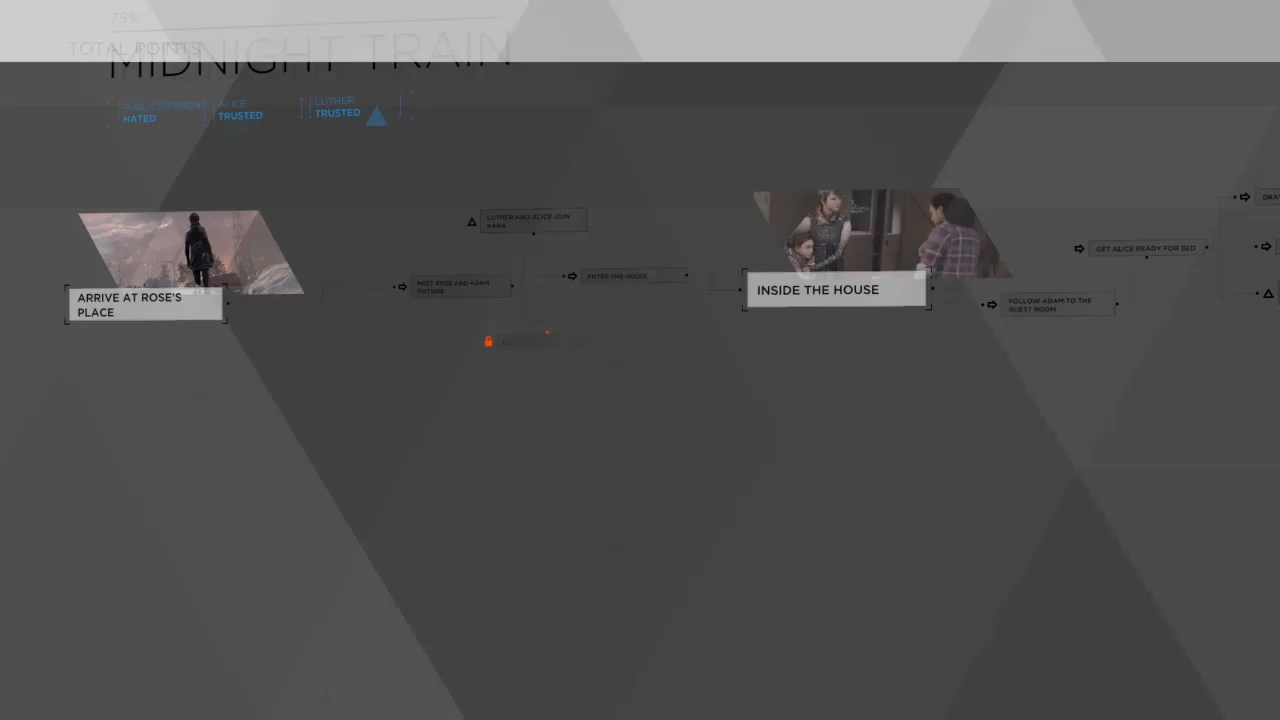 75%
TOTAL POINTS
MIDNIGHT TRAIN
PUBLIC OPINION
HATED
ALICE
TRUSTED
LUTHER
TRUSTED
ARRIVE AT ROSE'S
PLACE
MEET ROSE AND ADAM
OUTSIDE
LUTHER AND ALICE JOIN
KARA
ENTER THE HOUSE
INSIDE THE HOUSE
GET ALICE READY FOR BED
FOLLOW ADAM TO THE
GUEST ROOM